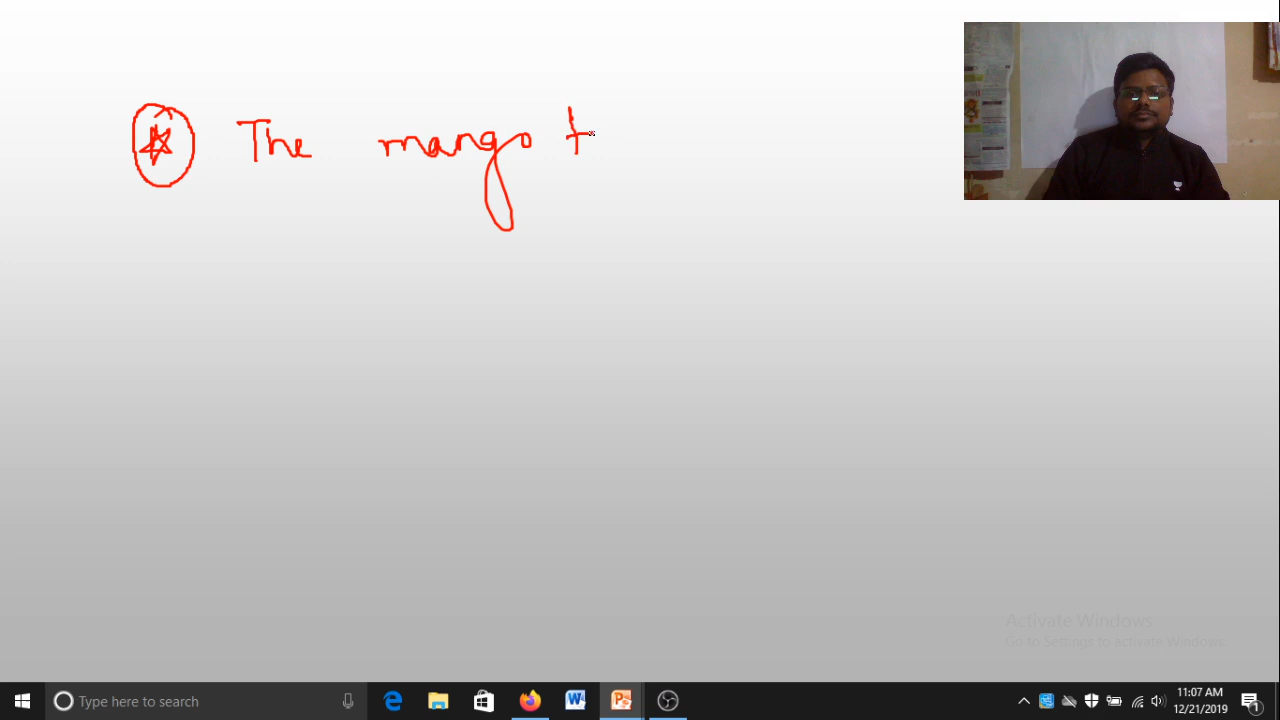 The mango t
Activate Windows
Go to Settings to activate Windows.
Type here to search
11:07 AM
12/21/2019
1